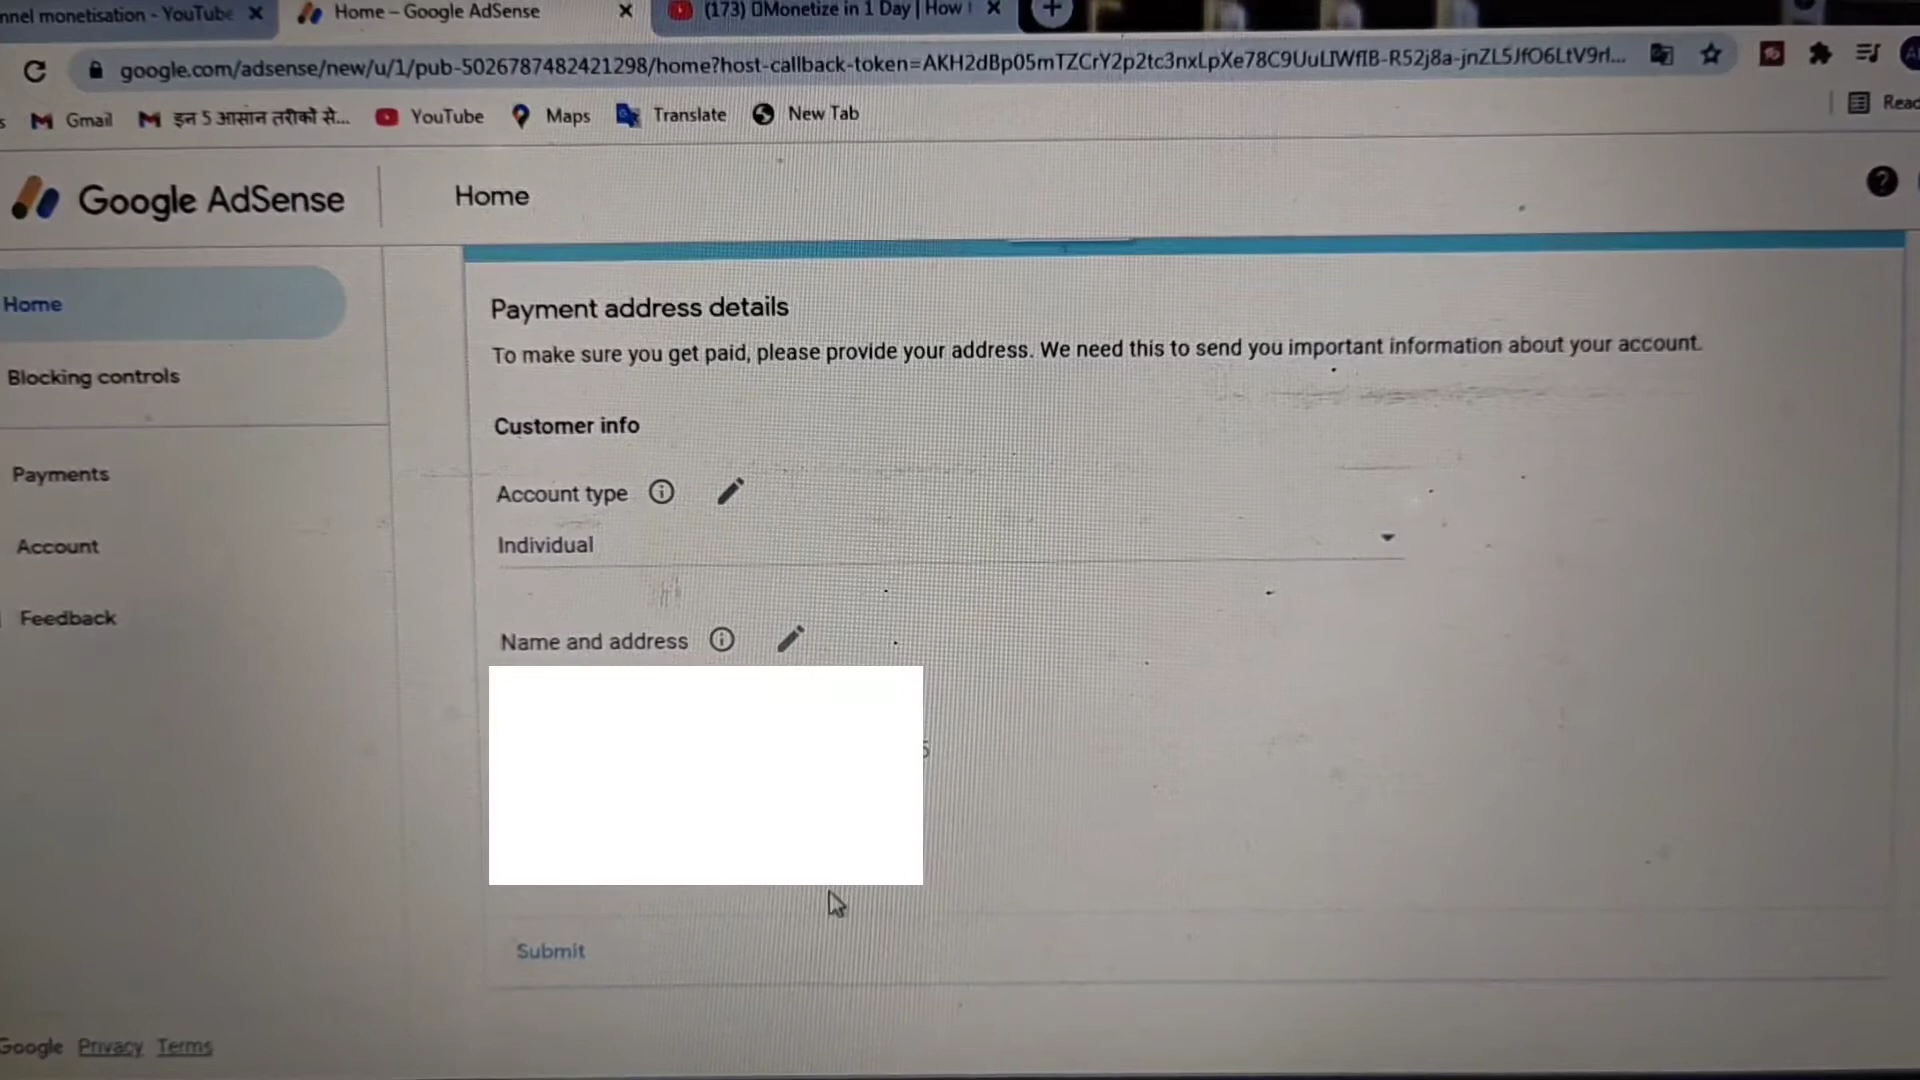 nnel monetisation - YouTube
Home – Google AdSense
(173) Monetize in 1 Day | How
google.com/adsense/new/u/1/pub-5026787482421298/home?host-callback-token=
Gmail
इन 5 आसान तरीकों से...
YouTube
Maps
Translate
New Tab
Read
Google AdSense
Home
Home
Blocking controls
Payments
Account
Feedback
Payment address details
To make sure you get paid, please provide your address. We need this to send you important information about your account.
Customer info
Account type
Individual
Name and address
5
Submit
Google Privacy Terms